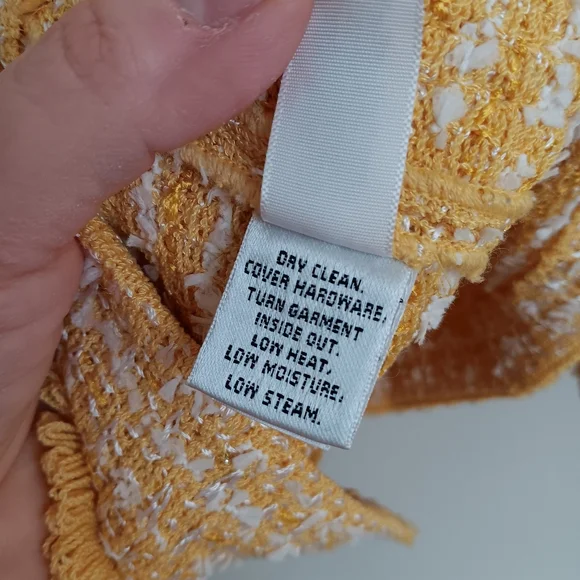 DRY CLEAN.
COVER HARDWARE.
TURN GARMENT
INSIDE OUT.
LOW HEAT.
LOW MOISTURE.
LOW STEAM.